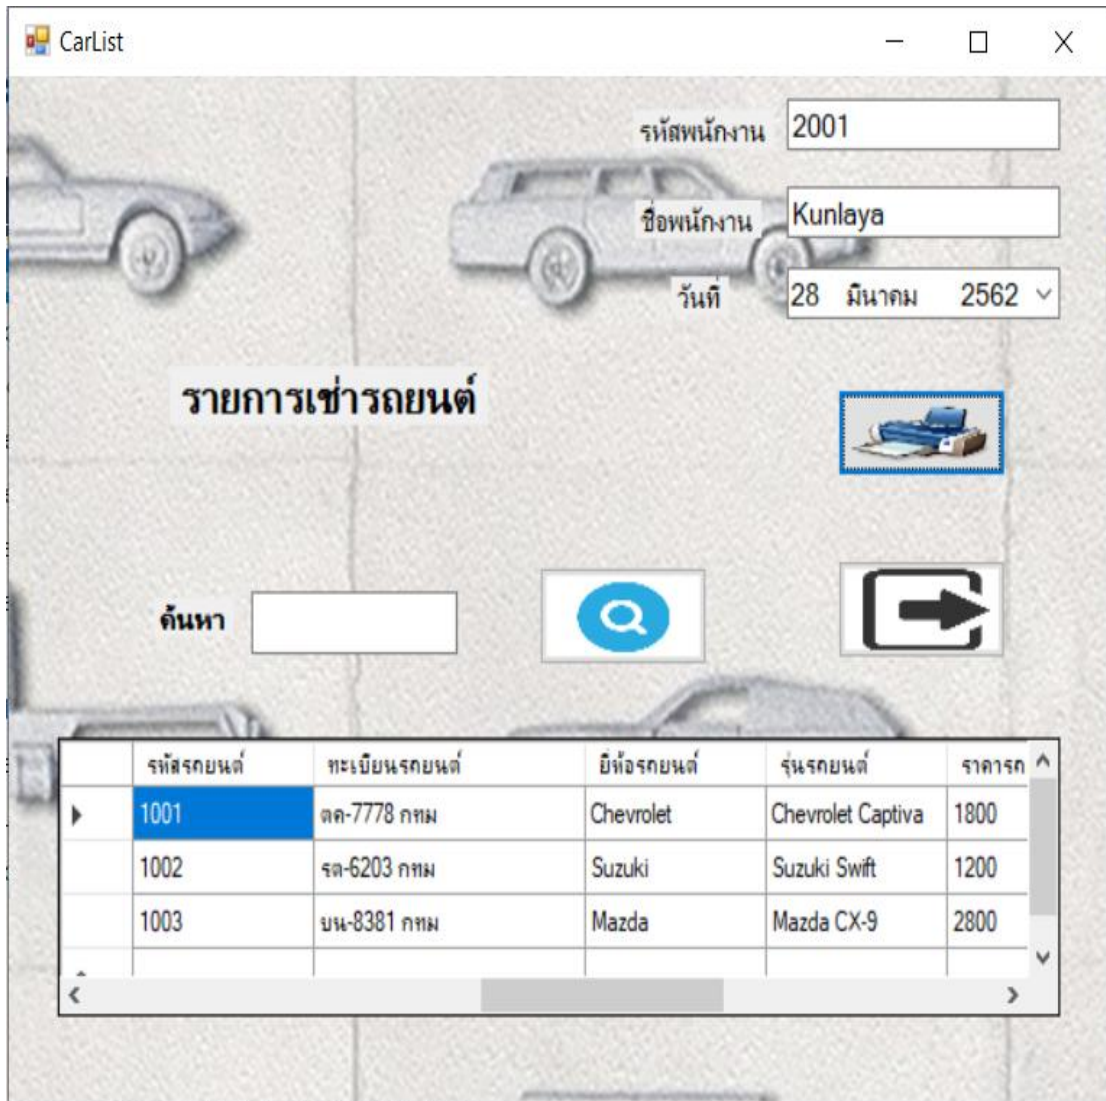 CarList
รหัสพนักงาน 2001
ชื่อพนักงาน Kunlaya
วันที่ 28 มีนาคม 2562
รายการเช่ารถยนต์
ค้นหา
รหัสรถยนต์ ทะเบียนรถยนต์ ยี่ห้อรถยนต์ รุ่นรถยนต์ ราคารถ
1001 ตค-7778 กทม Chevrolet Chevrolet Captiva 1800
1002 รต-6203 กทม Suzuki Suzuki Swift 1200
1003 บน-8381 กทม Mazda Mazda CX-9 2800